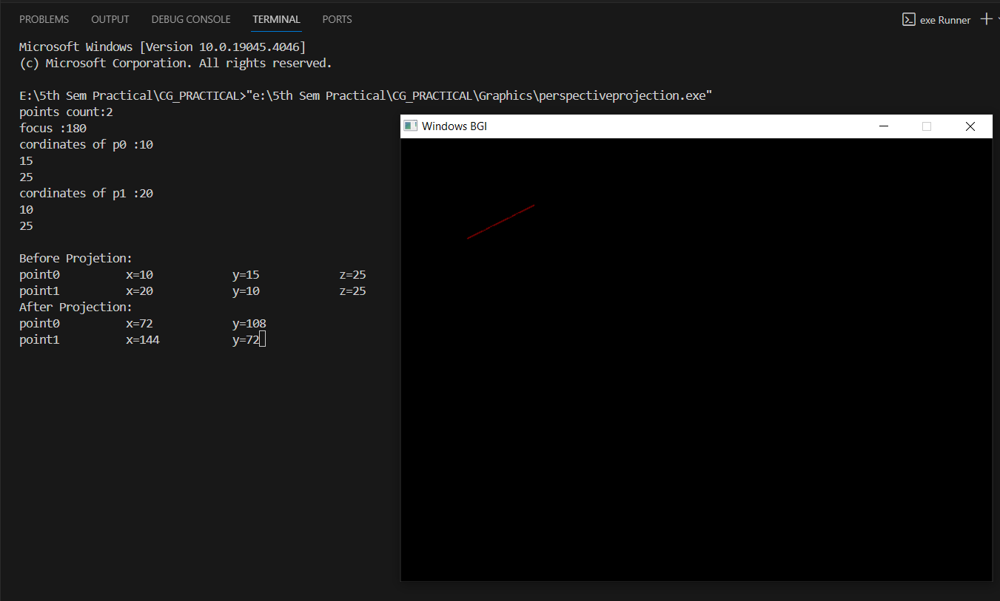 PROBLEMS OUTPUT DEBUG CONSOLE TERMINAL PORTS exe Runner
Microsoft Windows [Version 10.0.19045.4046]
(c) Microsoft Corporation. All rights reserved.
E:\5th Sem Practical\CG_PRACTICAL>"e:\5th Sem Practical\CG_PRACTICAL\Graphics\perspectiveprojection.exe"
points count:2
focus :180
cordinates of p0 :10
15
25
cordinates of p1 :20
10
25
Before Projetion:
point0 x=10 y=15 z=25
point1 x=20 y=10 z=25
After Projection:
point0 x=72 y=108
point1 x=144 y=72
Windows BGI